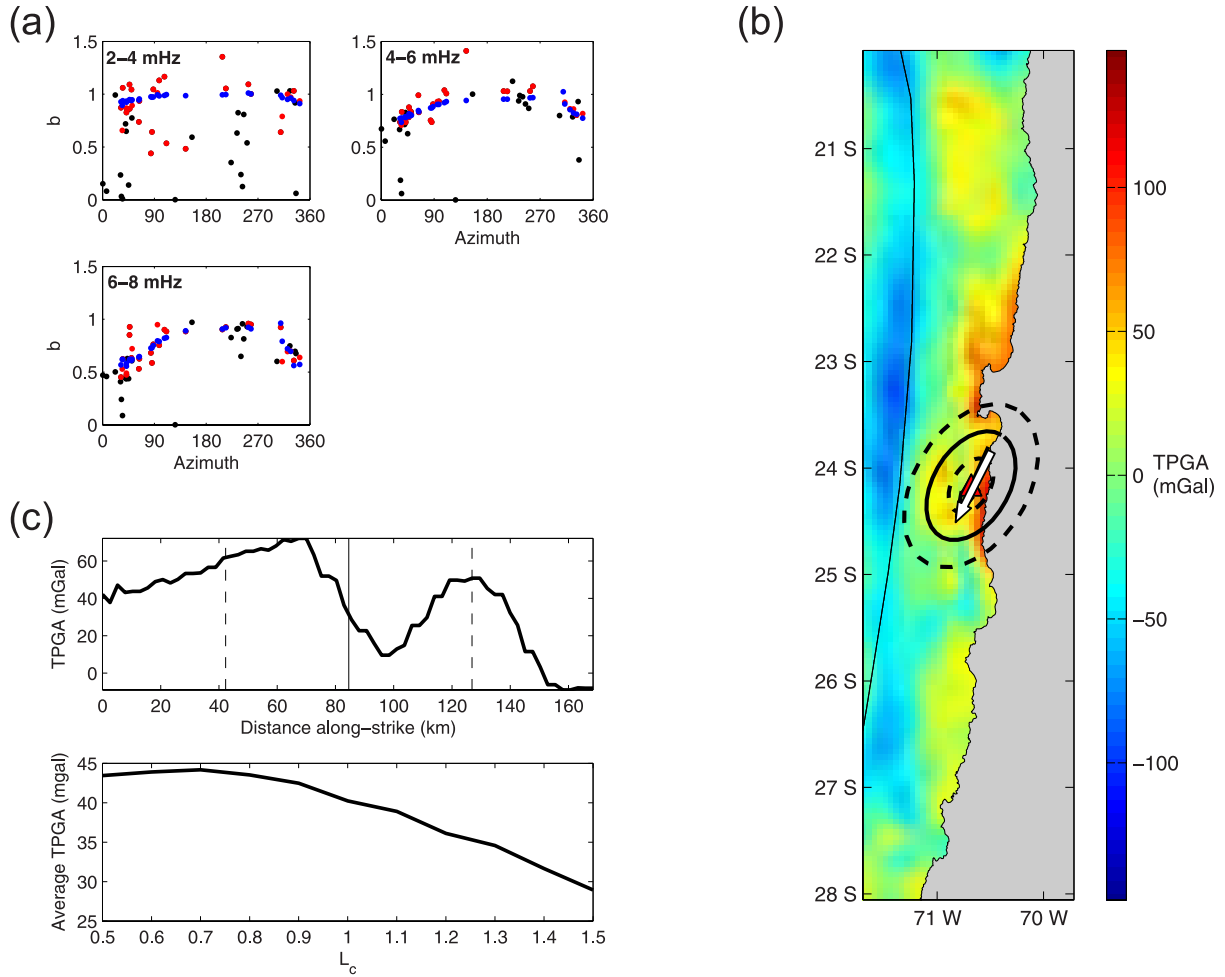 (a)
2–4 mHz
1.5
1
0.5
0
b
0 90 180 270 360
4–6 mHz
1.5
1
0.5
0
0 90 180 270 360
Azimuth
6–8 mHz
1.5
1
0.5
0
b
0 90 180 270 360
Azimuth
(b)
21 S
22 S
23 S
24 S
25 S
26 S
27 S
28 S
71 W 70 W
100
50
0
−50
−100
TPGA
(mGal)
(c)
60
40
20
0
TPGA (mGal)
0 20 40 60 80 100 120 140 160
Distance along−strike (km)
45
40
35
30
25
Average TPGA (mgal)
0.5 0.6 0.7 0.8 0.9 1 1.1 1.2 1.3 1.4 1.5
L_c